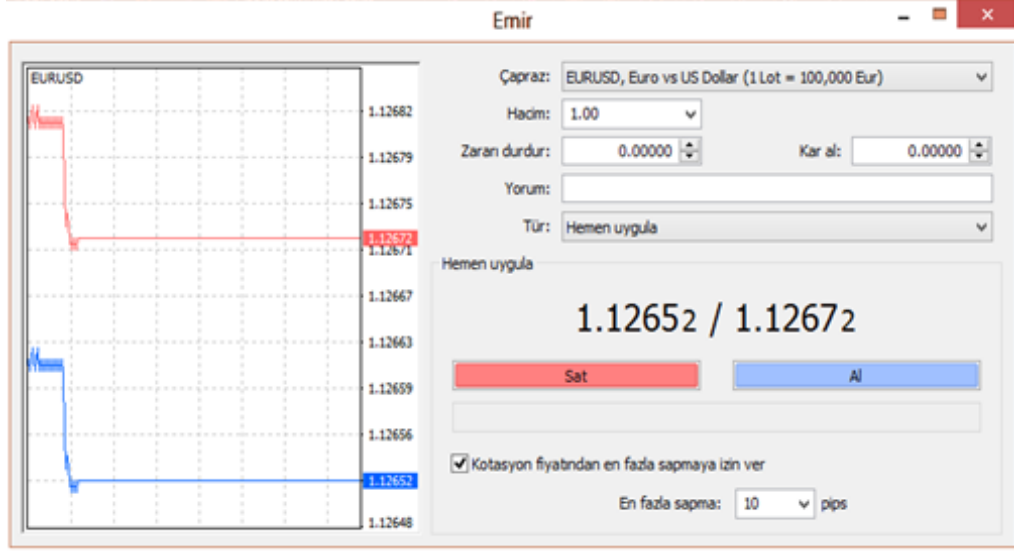 Emir
EURUSD
1.12682
1.12679
1.12675
1.12672
1.12671
1.12667
1.12663
1.12659
1.12656
1.12652
1.12648
Çapraz: EURUSD, Euro vs US Dollar (1 Lot = 100,000 Eur)
Hacim: 1.00
Zararı durdur: 0.00000 Kar al: 0.00000
Yorum:
Tür: Hemen uygula
Hemen uygula
1.12652 / 1.12672
Sat Al
Kotasyon fiyatından en fazla sapmaya izin ver
En fazla sapma: 10 pips